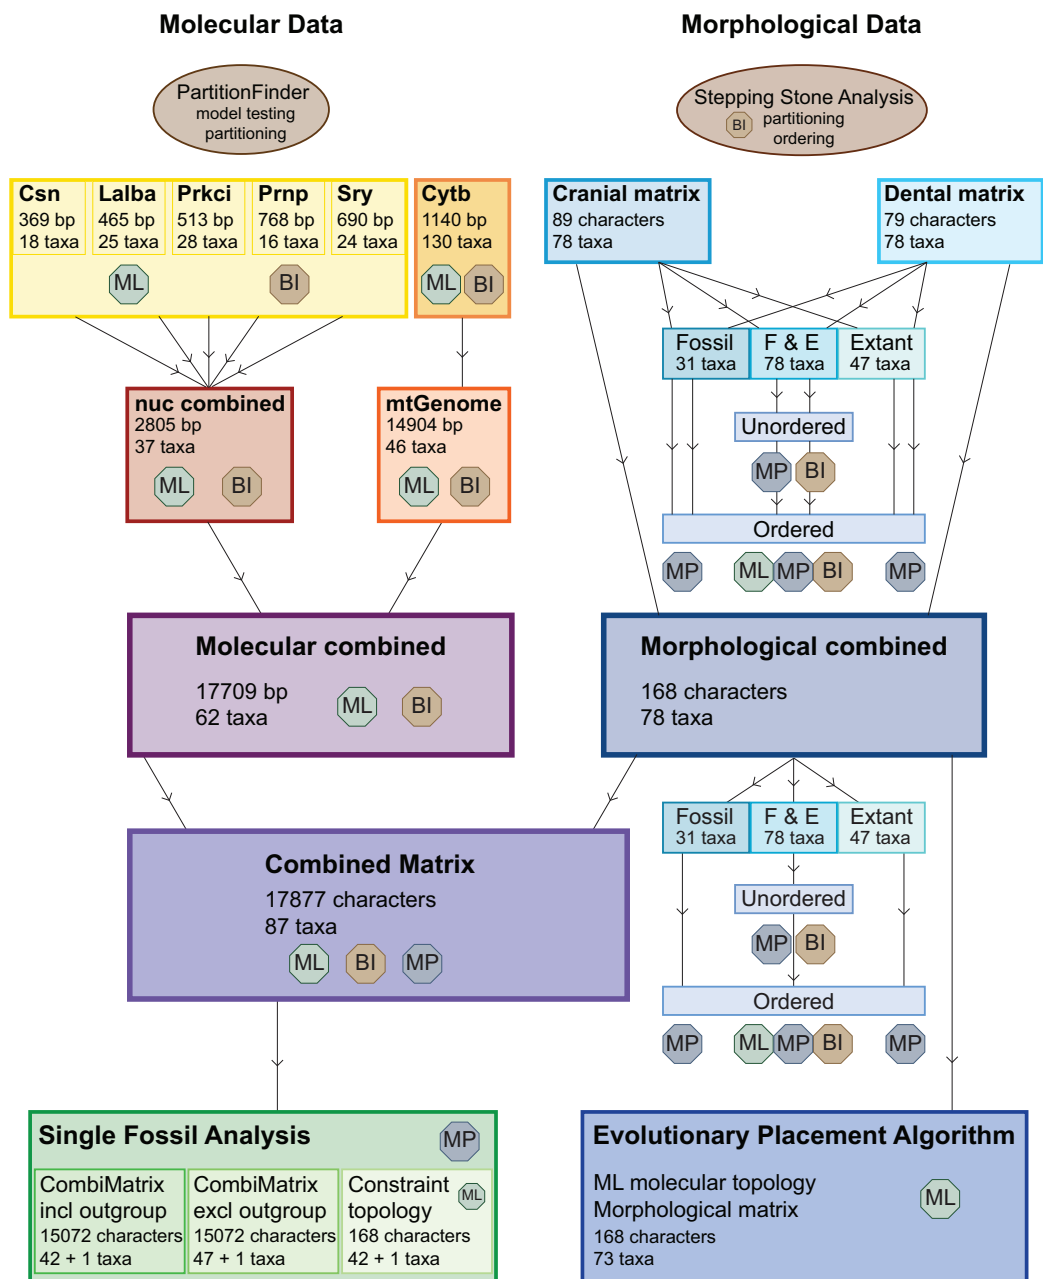 Molecular Data
Morphological Data
PartitionFinder
model testing
partitioning
Stepping Stone Analysis
BI
partitioning
ordering
Csn
369 bp
18 taxa
Lalba
465 bp
25 taxa
Prkci
513 bp
28 taxa
Prnp
768 bp
16 taxa
Sry
690 bp
24 taxa
ML
BI
Cytb
1140 bp
130 taxa
ML
BI
Cranial matrix
89 characters
78 taxa
Dental matrix
79 characters
78 taxa
Fossil
31 taxa
F & E
78 taxa
Extant
47 taxa
Unordered
MP
BI
Ordered
MP
ML
MP
BI
MP
nuc combined
2805 bp
37 taxa
ML
BI
mtGenome
14904 bp
46 taxa
ML
BI
Molecular combined
17709 bp
62 taxa
ML
BI
Morphological combined
168 characters
78 taxa
Fossil
31 taxa
F & E
78 taxa
Extant
47 taxa
Unordered
MP
BI
Ordered
MP
ML
MP
BI
MP
Combined Matrix
17877 characters
87 taxa
ML
BI
MP
Single Fossil Analysis
MP
CombiMatrix
incl outgroup
15072 characters
42 + 1 taxa
CombiMatrix
excl outgroup
15072 characters
47 + 1 taxa
Constraint
topology
ML
168 characters
42 + 1 taxa
Evolutionary Placement Algorithm
ML molecular topology
Morphological matrix
168 characters
73 taxa
ML